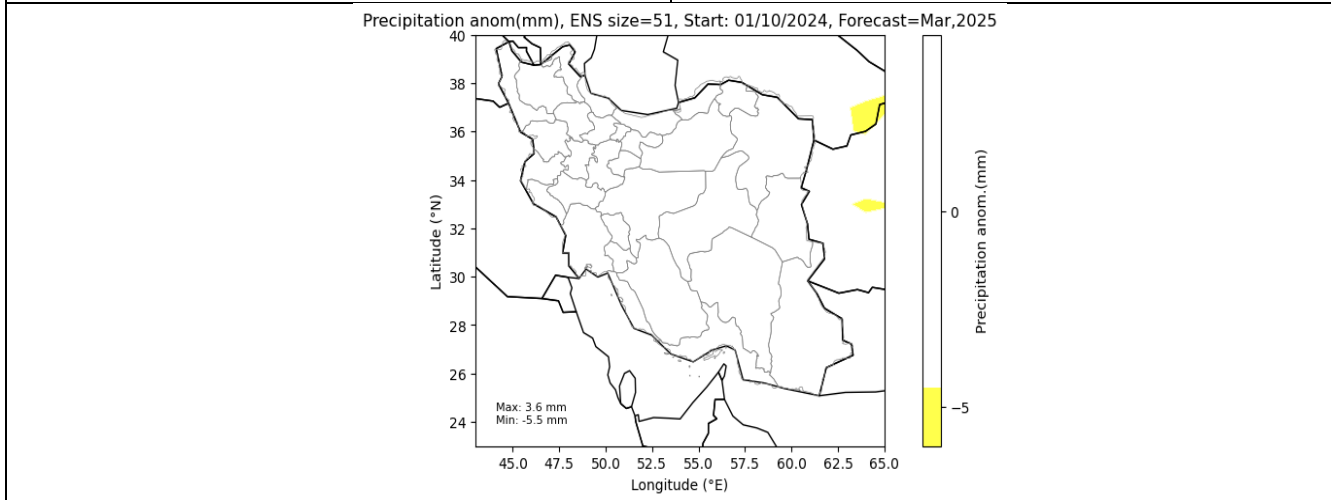 Precipitation anom(mm), ENS size=51, Start: 01/10/2024, Forecast=Mar,2025
40
38
36
34
32
30
28
26
24
Latitude (°N)
Max: 3.6 mm
Min: -5.5 mm
45.0 47.5 50.0 52.5 55.0 57.5 60.0 62.5 65.0
Longitude (°E)
0
−5
Precipitation anom.(mm)